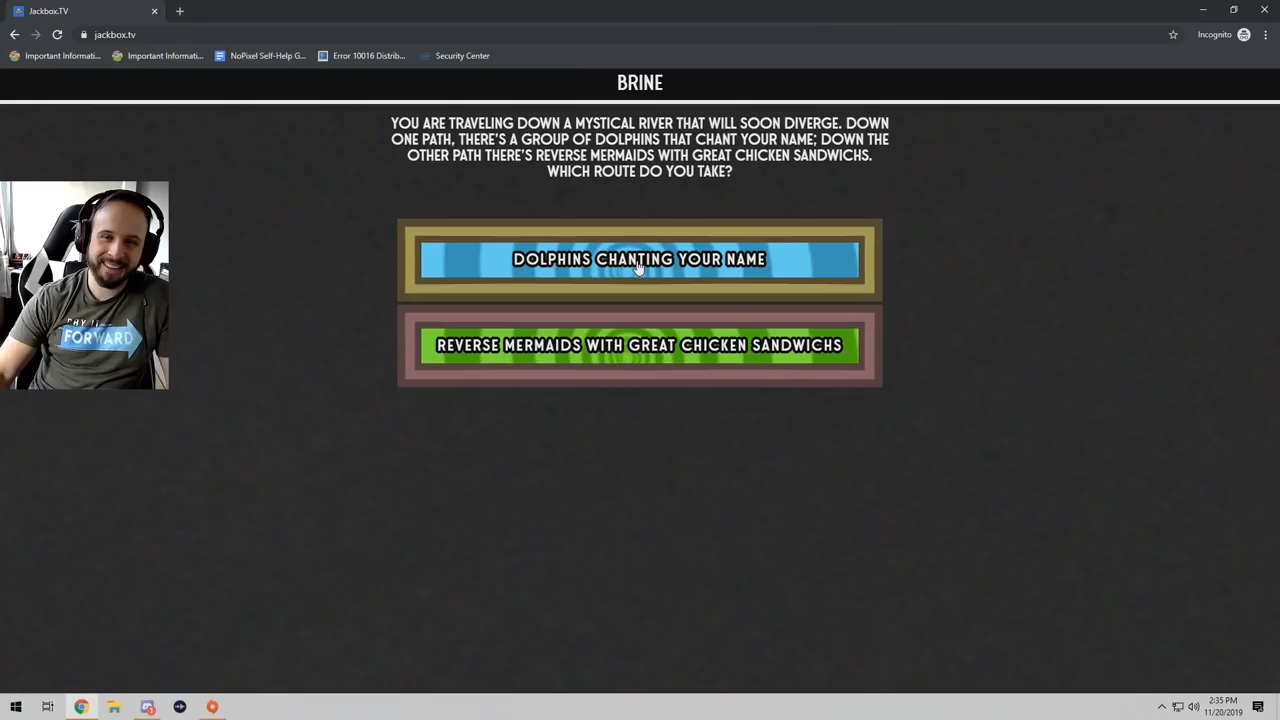 Jackbox.TV
jackbox.tv
Incognito
Important Informati...
Important Informati...
NoPixel Self-Help G...
Error 10016 Distrib...
Security Center
BRINE
YOU ARE TRAVELING DOWN A MYSTICAL RIVER THAT WILL SOON DIVERGE. DOWN
ONE PATH, THERE'S A GROUP OF DOLPHINS THAT CHANT YOUR NAME; DOWN THE
OTHER PATH THERE'S REVERSE MERMAIDS WITH GREAT CHICKEN SANDWICHS.
WHICH ROUTE DO YOU TAKE?
DOLPHINS CHANTING YOUR NAME
REVERSE MERMAIDS WITH GREAT CHICKEN SANDWICHS
FORWARD
2:35 PM
11/20/2019